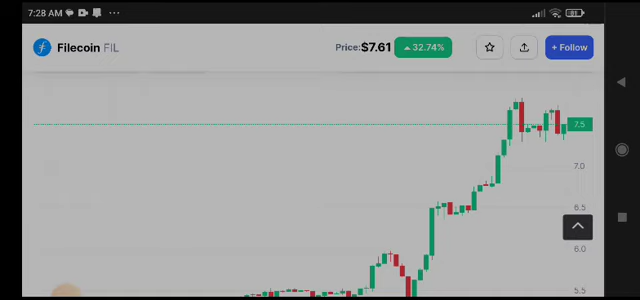 7:28 AM
Filecoin FIL
Price: $7.61 32.74%
+ Follow
7.5
7.0
6.5
6.0
5.5